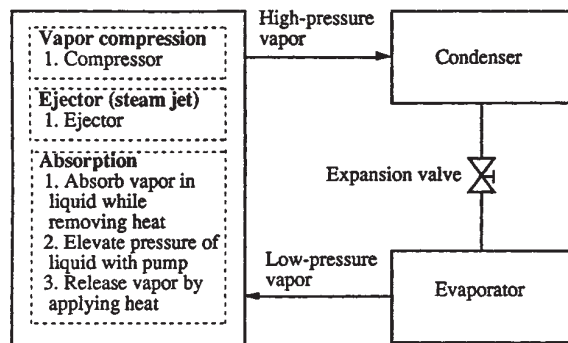 Vapor compression
1. Compressor
Ejector (steam jet)
1. Ejector
Absorption
1. Absorb vapor in
liquid while
removing heat
2. Elevate pressure of
liquid with pump
3. Release vapor by
applying heat
High-pressure
vapor
Condenser
Expansion valve
Low-pressure
vapor
Evaporator